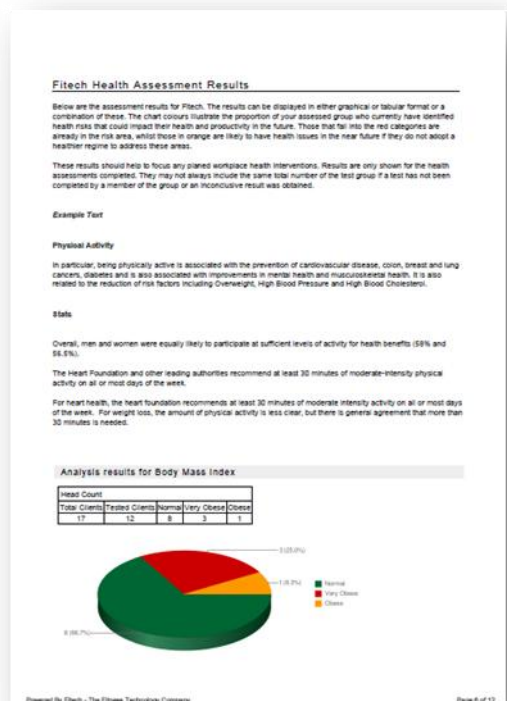 Fitech Health Assessment Results
Below are the assessment results for Fitech. The results can be displayed in either graphical or tabular format or a
combination of these. The chart colours illustrate the proportion of your assessed group who currently have identified
health risks that could impact their health and productivity in the future. Those that fall into the red categories are
already in the risk area, whilst those in orange are likely to have health issues in the near future if they do not adopt a
healthier regime to address these areas.
These results should help to focus any planed workplace health interventions. Results are only shown for the health
assessments completed. They may not always include the same total number of the test group if a test has not been
completed by a member of the group or an inconclusive result was obtained.
Example Text
Physical Activity
In particular, being physically active is associated with the prevention of cardiovascular disease, colon, breast and lung
cancers, diabetes and is also associated with improvements in mental health and musculoskeletal health. It is also
related to the reduction of risk factors including Overweight, High Blood Pressure and High Blood Cholesterol.
Stats
Overall, men and women were equally likely to participate at sufficient levels of activity for health benefits (58% and
56.5%).
The Heart Foundation and other leading authorities recommend at least 30 minutes of moderate-intensity physical
activity on all or most days of the week.
For heart health, the heart foundation recommends at least 30 minutes of moderate intensity activity on all or most days
of the week. For weight loss, the amount of physical activity is less clear, but there is general agreement that more than
30 minutes is needed.
Analysis results for Body Mass Index
Head Count
Total Clients Tested Clients Normal Very Obese Obese
17 12 8 3 1
3 (25.0%)
1 (8.3%)
8 (66.7%)
Normal
Very Obese
Obese
Powered By Fitech - The Fitness Technology Company
Page 6 of 12